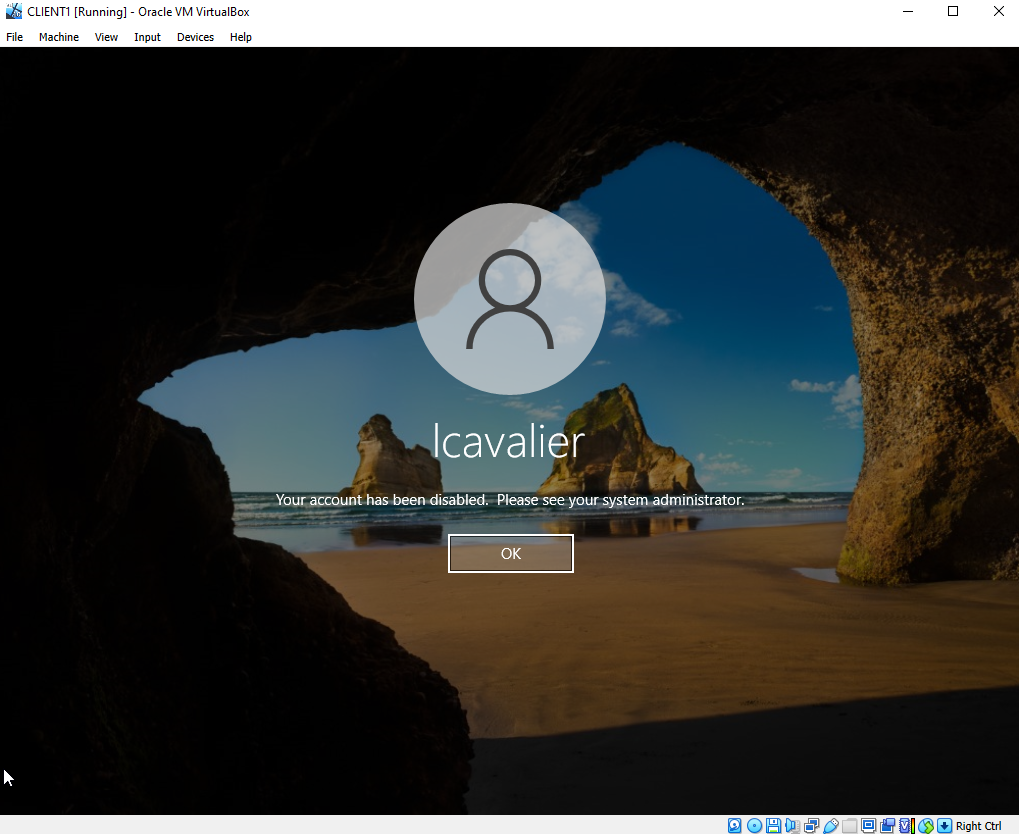 CLIENT1 [Running] - Oracle VM VirtualBox
File Machine View Input Devices Help
lcavalier
Your account has been disabled.  Please see your system administrator.
OK
Right Ctrl